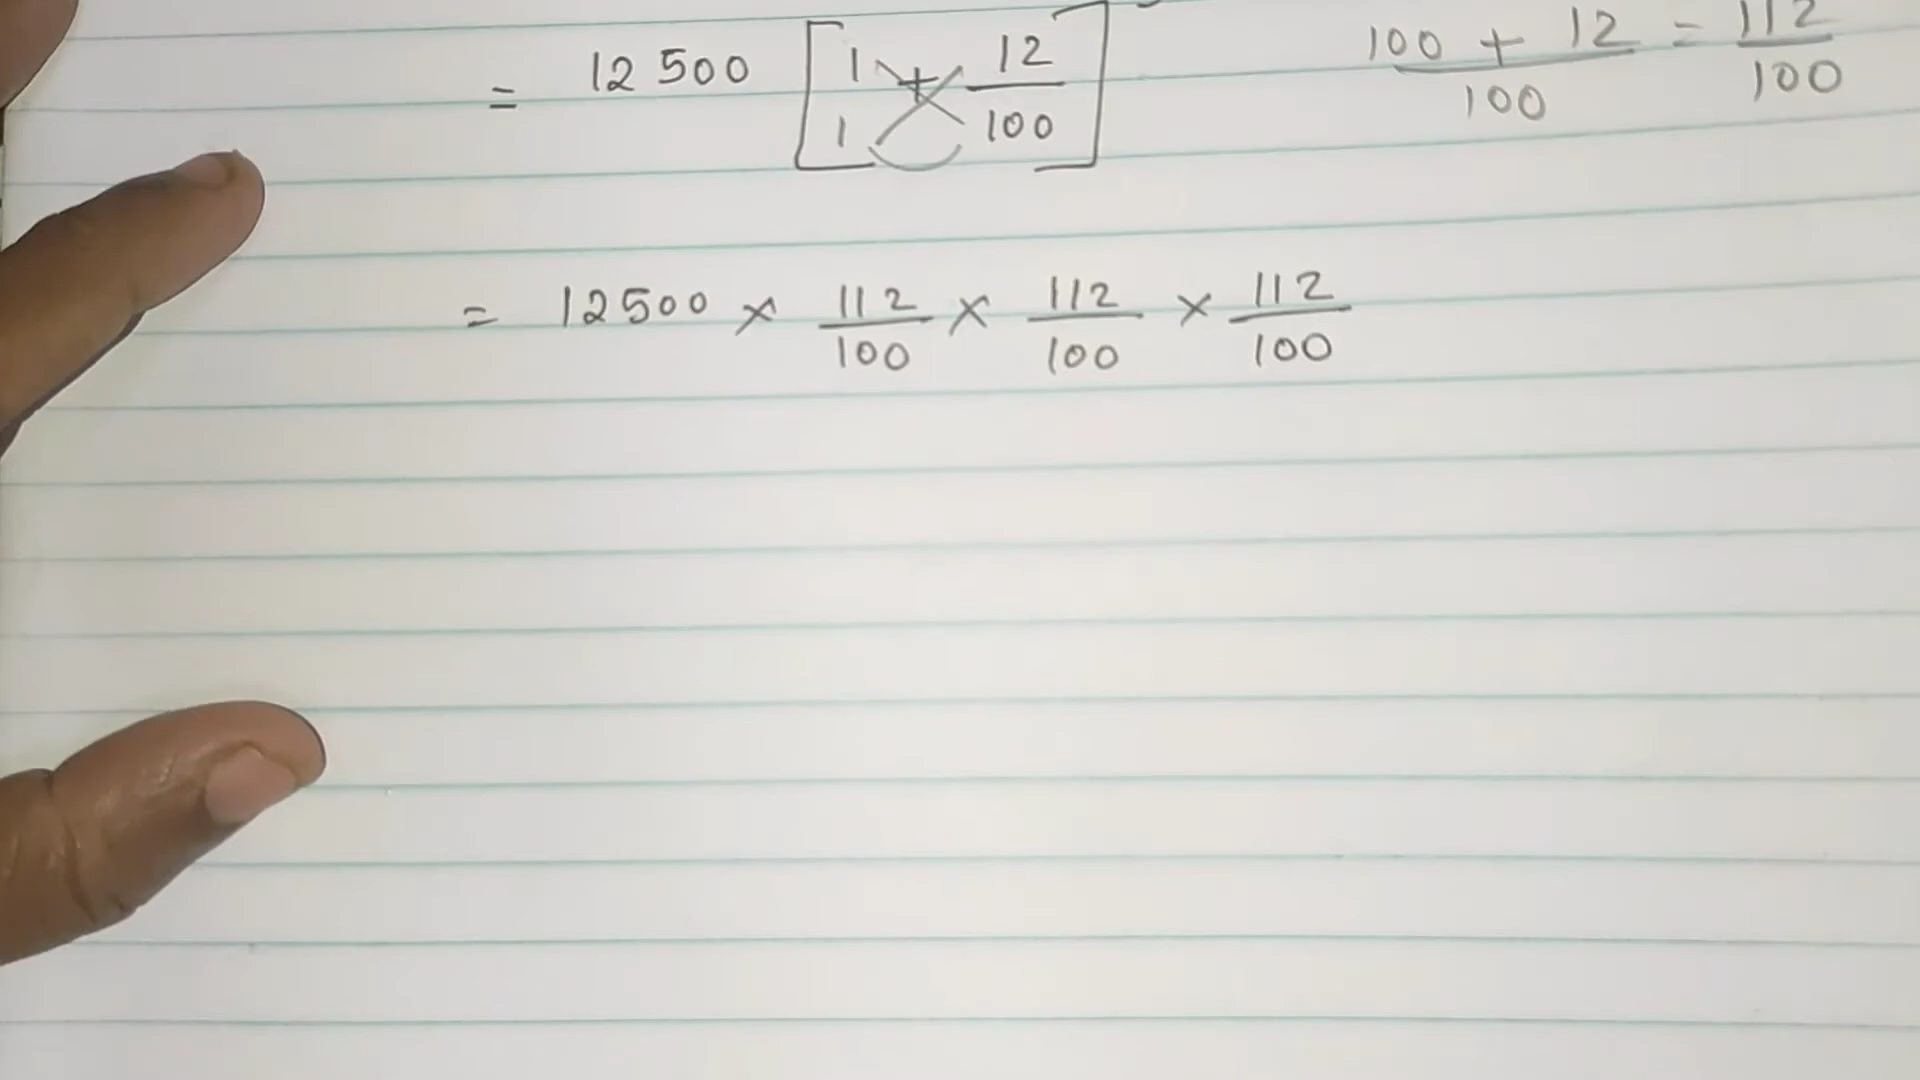 = 12 500 [ 1/1 + 12/100 ] 100 + 12/100 = 112/100
= 12500 × 112/100 × 112/100 × 112/100